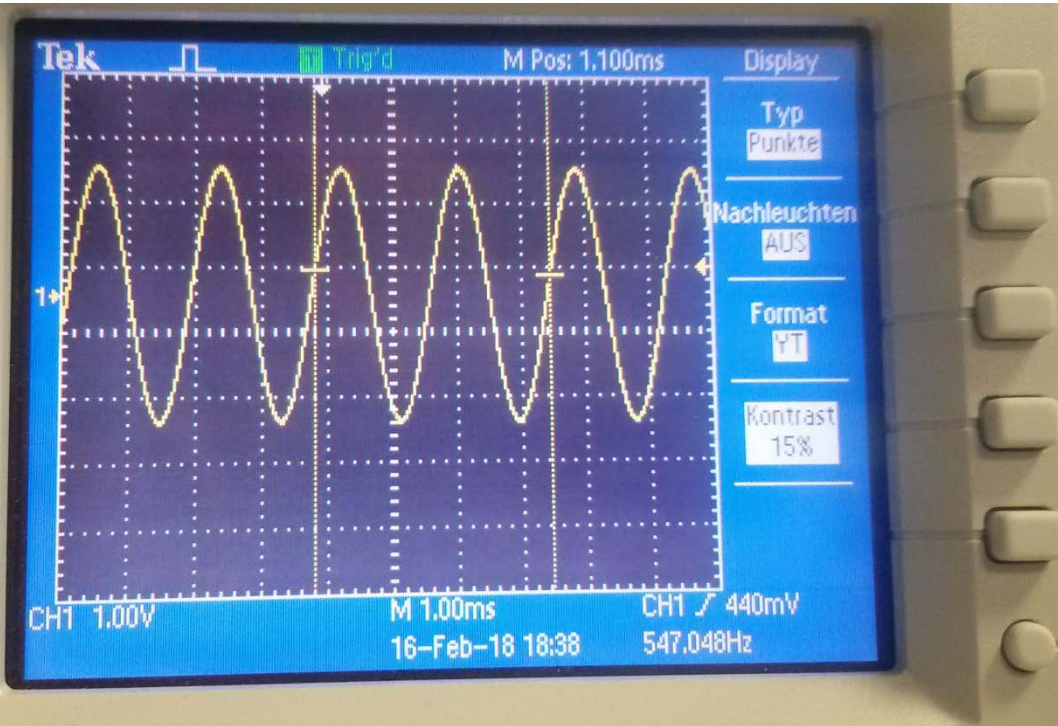 Tek T Trig'd M Pos: 1.100ms Display
Typ
Punkte
Nachleuchten
AUS
1
Format
YT
Kontrast
15%
CH1 1.00V M 1.00ms CH1 440mV
16-Feb-18 18:38 547.048Hz